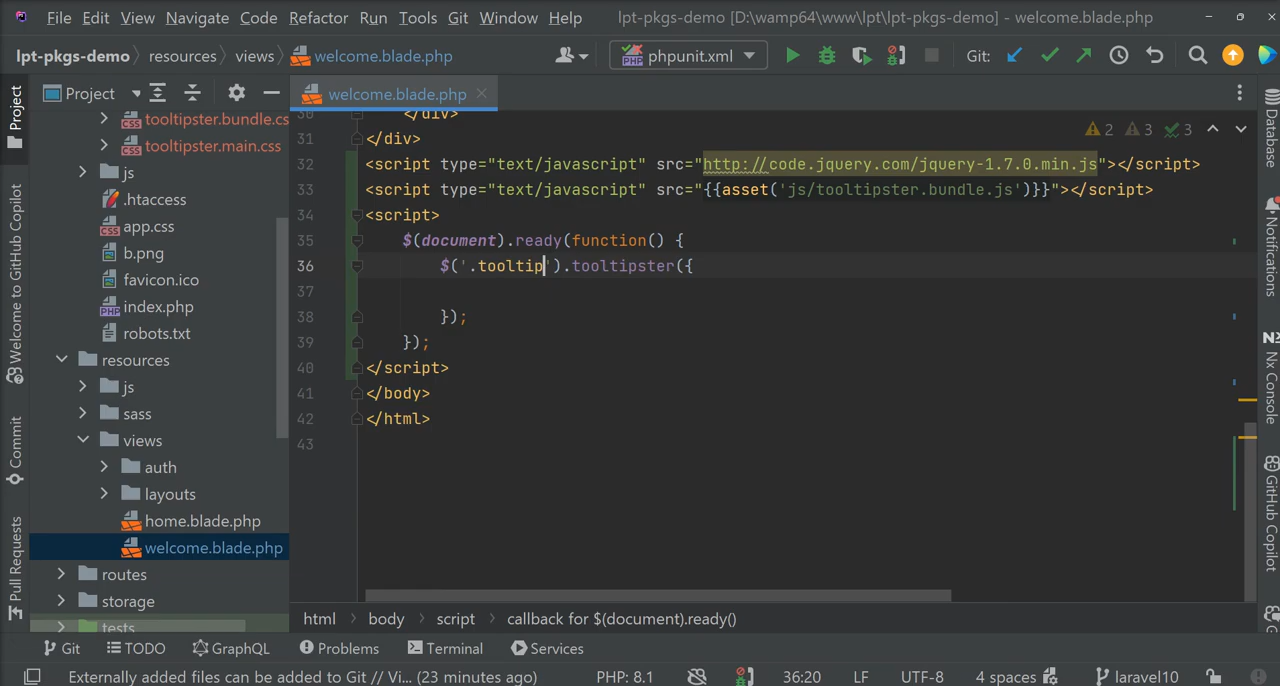 File Edit View Navigate Code Refactor Run Tools Git Window Help lpt-pkgs-demo [D:\wamp64\www\lpt\lpt-pkgs-demo] - welcome.blade.php
lpt-pkgs-demo resources views welcome.blade.php phpunit.xml Git:
Project welcome.blade.php
Project
Welcome to GitHub Copilot
Commit
Pull Requests
tooltipster.bundle.cs
tooltipster.main.css
js
.htaccess
app.css
b.png
favicon.ico
index.php
robots.txt
resources
js
sass
views
auth
layouts
home.blade.php
welcome.blade.php
routes
storage
tests
2 3 3
30 </div>
31 </div>
32 <script type="text/javascript" src="http://code.jquery.com/jquery-1.7.0.min.js"></script>
33 <script type="text/javascript" src="{{asset('js/tooltipster.bundle.js')}}"></script>
34 <script>
35 $(document).ready(function() {
36 $('.tooltip').tooltipster({
37
38 });
39 });
40 </script>
41 </body>
42 </html>
43
Database
Notifications
Nx Console
GitHub Copilot
html body script callback for $(document).ready()
Git TODO GraphQL Problems Terminal Services
Externally added files can be added to Git // Vi... (23 minutes ago) PHP: 8.1 36:20 LF UTF-8 4 spaces laravel10